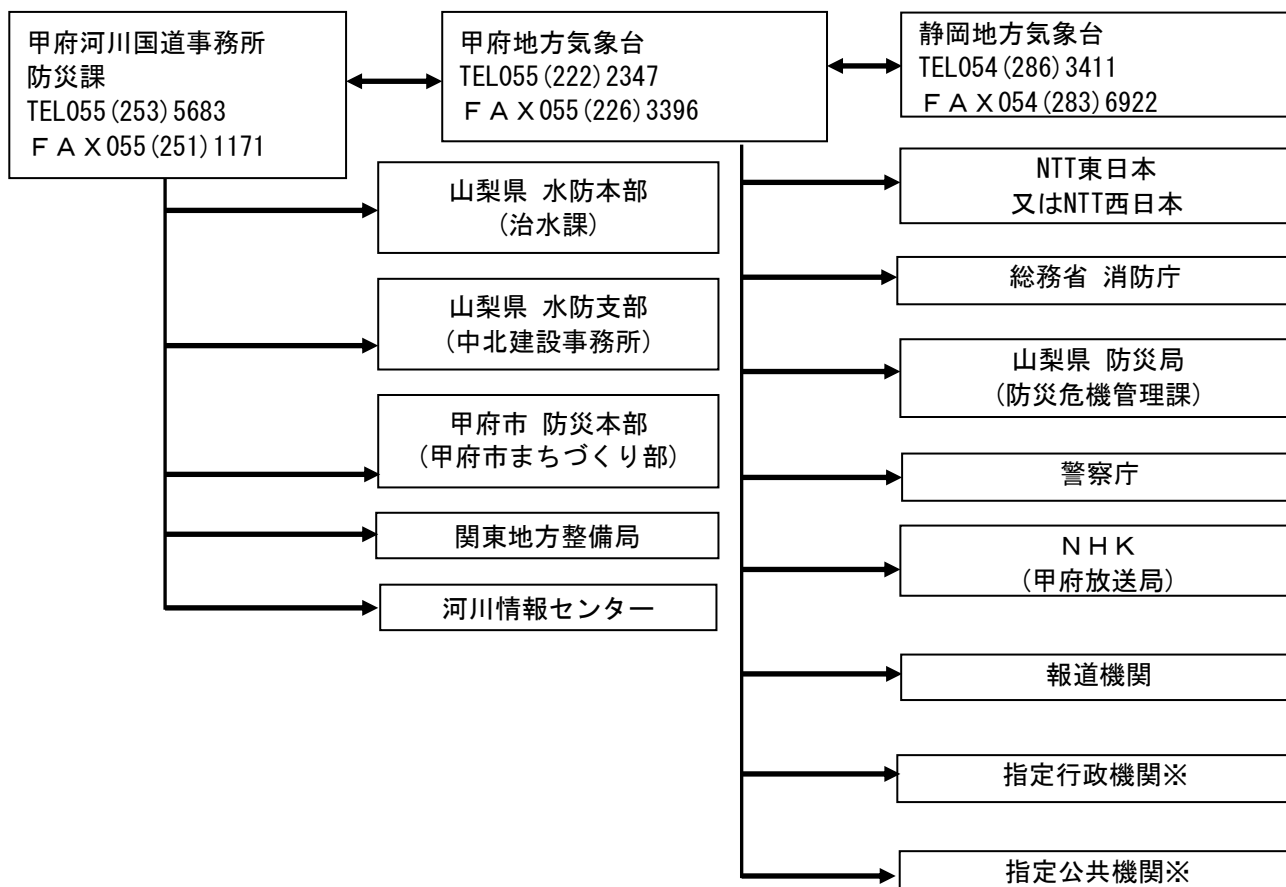 甲府河川国道事務所
防災課
TEL055(253)5683
ＦＡＸ055(251)1171
甲府地方気象台
TEL055(222)2347
ＦＡＸ055(226)3396
静岡地方気象台
TEL054(286)3411
ＦＡＸ054(283)6922
山梨県 水防本部
(治水課)
山梨県 水防支部
(中北建設事務所)
甲府市 防災本部
(甲府市まちづくり部)
関東地方整備局
河川情報センター
NTT東日本
又はNTT西日本
総務省 消防庁
山梨県 防災局
(防災危機管理課)
警察庁
ＮＨＫ
(甲府放送局)
報道機関
指定行政機関※
指定公共機関※